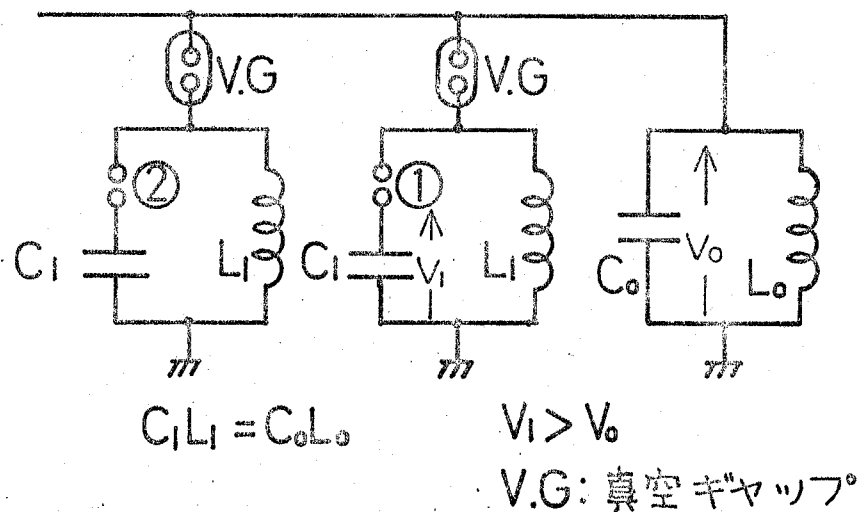 V.G V.G
② ①
C₁ L₁ C₁ V₁ L₁ C₀ V₀ L₀
C₁L₁ = C₀L₀
V₁ > V₀
V.G: 真空ギャップ